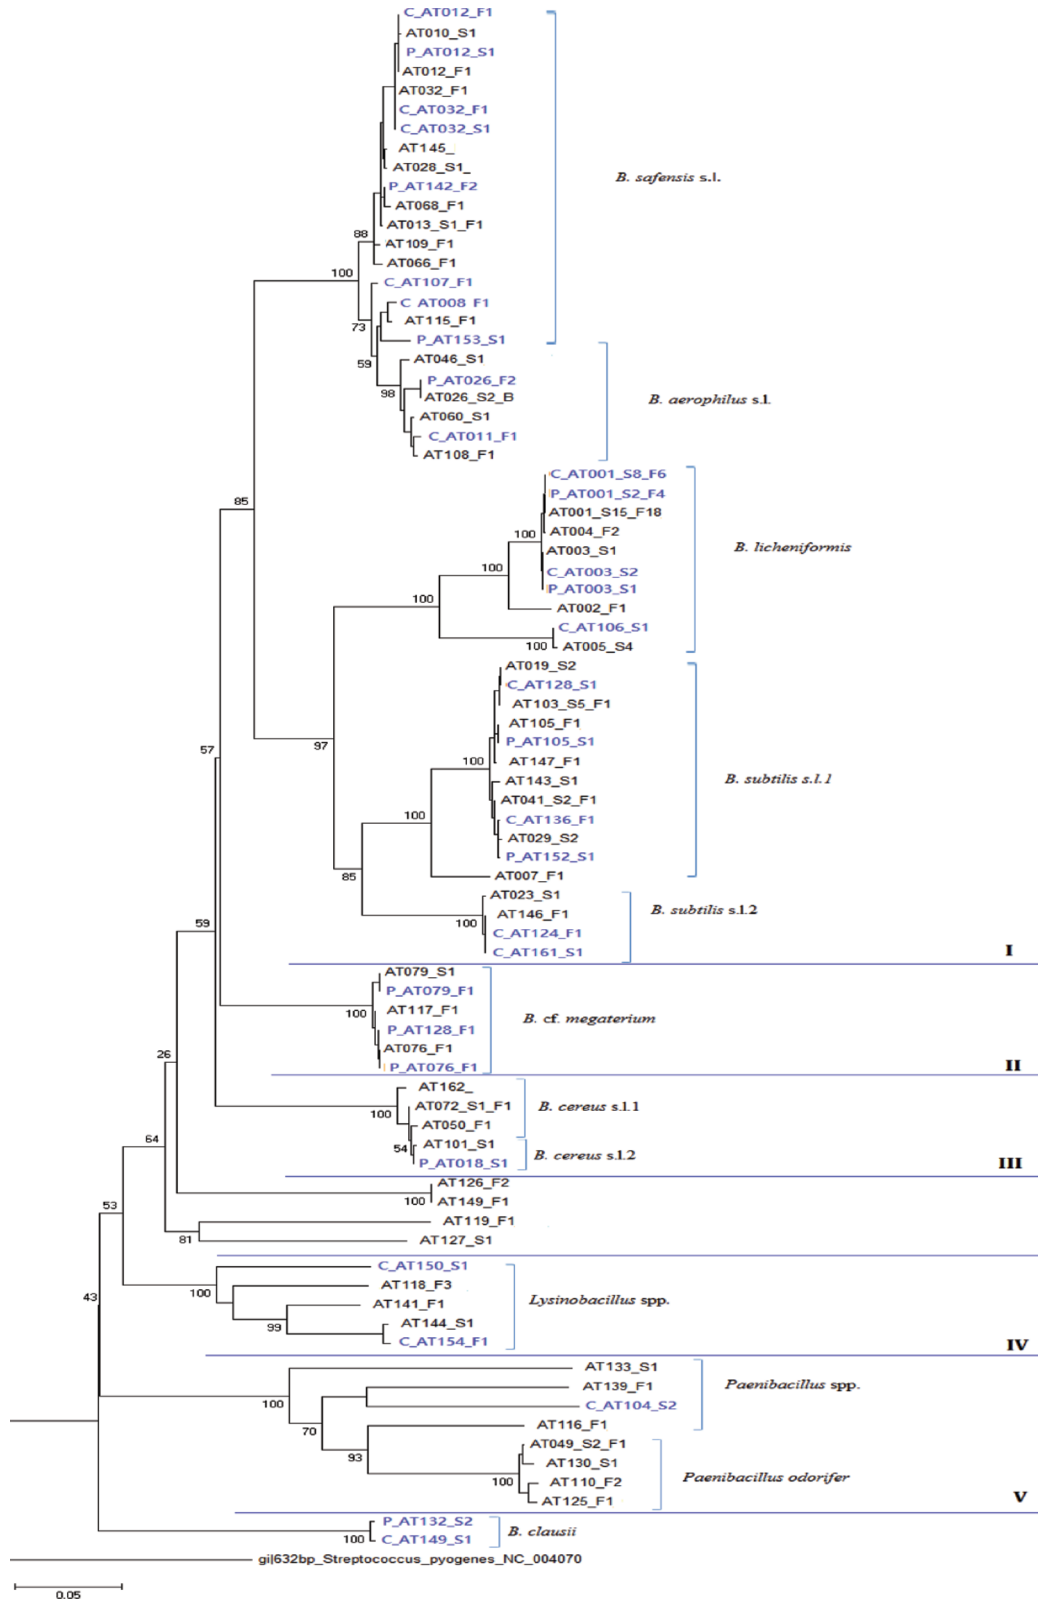 C_AT012_F1
AT010_S1
P_AT012_S1
AT012_F1
AT032_F1
C_AT032_F1
C_AT032_S1
AT145_
AT028_S1_
B. safensis s.l.
P_AT142_F2
AT068_F1
AT013_S1_F1
88
AT109_F1
AT066_F1
100
C_AT107_F1
C_AT008_F1
AT115_F1
73
P_AT153_S1
AT046_S1
59
P_AT026_F2
98
AT026_S2_B
B. aerophilus s.l.
AT060_S1
C_AT011_F1
AT108_F1
C_AT001_S8_F6
P_AT001_S2_F4
85
AT001_S15_F18
AT004_F2
100
AT003_S1
B. licheniformis
100
C_AT003_S2
P_AT003_S1
100
AT002_F1
C_AT106_S1
100
AT005_S4
AT019_S2
C_AT128_S1
AT103_S5_F1
AT105_F1
P_AT105_S1
97
57
AT147_F1
100
AT143_S1
B. subtilis s.l.1
AT041_S2_F1
100
C_AT136_F1
AT029_S2
P_AT152_S1
85
AT007_F1
AT023_S1
B. subtilis s.l.2
AT146_F1
59
100
C_AT124_F1
C_AT161_S1
I
AT079_S1
P_AT079_F1
100
AT117_F1
B. cf. megaterium
P_AT128_F1
AT076_F1
26
P_AT076_F1
II
AT162_
AT072_S1_F1
B. cereus s.l.1
100
AT050_F1
64
AT101_S1
54
B. cereus s.l.2
P_AT018_S1
III
AT126_F2
100
AT149_F1
53
AT119_F1
81
AT127_S1
C_AT150_S1
AT118_F3
100
43
AT141_F1
Lysinobacillus spp.
99
AT144_S1
C_AT154_F1
IV
AT133_S1
AT139_F1
Paenibacillus spp.
100
C_AT104_S2
AT116_F1
70
AT049_S2_F1
93
AT130_S1
100
AT110_F2
Paenibacillus odorifer
AT125_F1
V
P_AT132_S2
B. clausii
100
C_AT149_S1
gi|632bp_Streptococcus_pyogenes_NC_004070
0.05